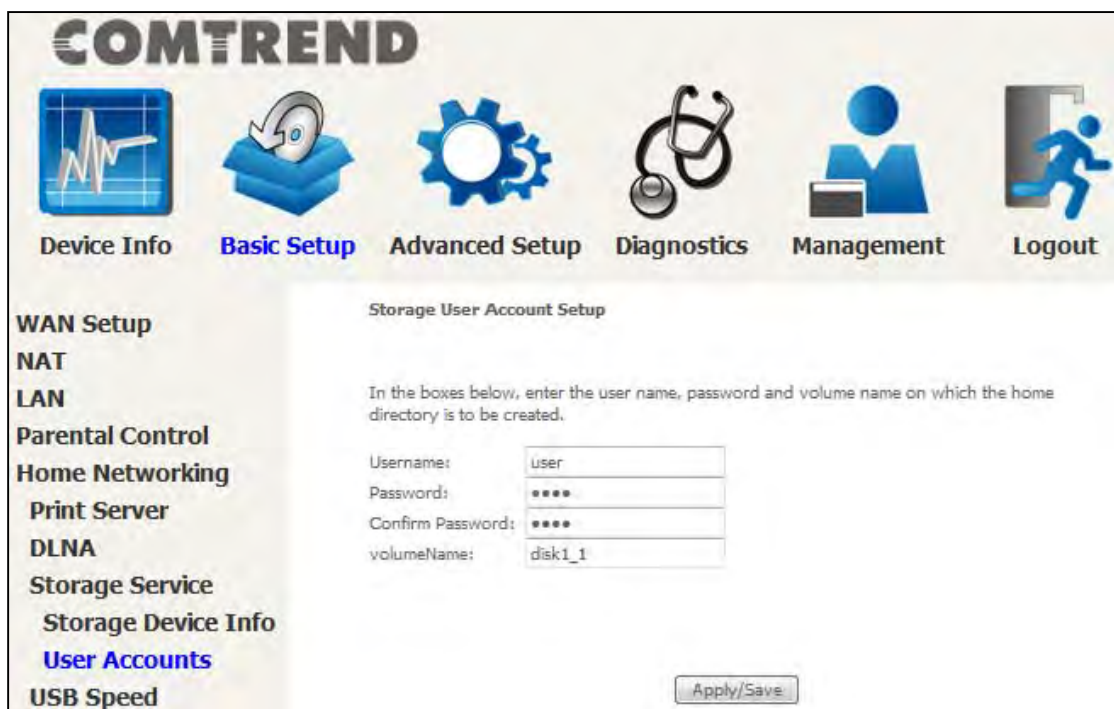 COMTREND
Device Info Basic Setup Advanced Setup Diagnostics Management Logout
WAN Setup
NAT
LAN
Parental Control
Home Networking
Print Server
DLNA
Storage Service
Storage Device Info
User Accounts
USB Speed
Storage User Account Setup
In the boxes below, enter the user name, password and volume name on which the home
directory is to be created.
Username: user
Password: ••••
Confirm Password: ••••
volumeName: disk1_1
Apply/Save